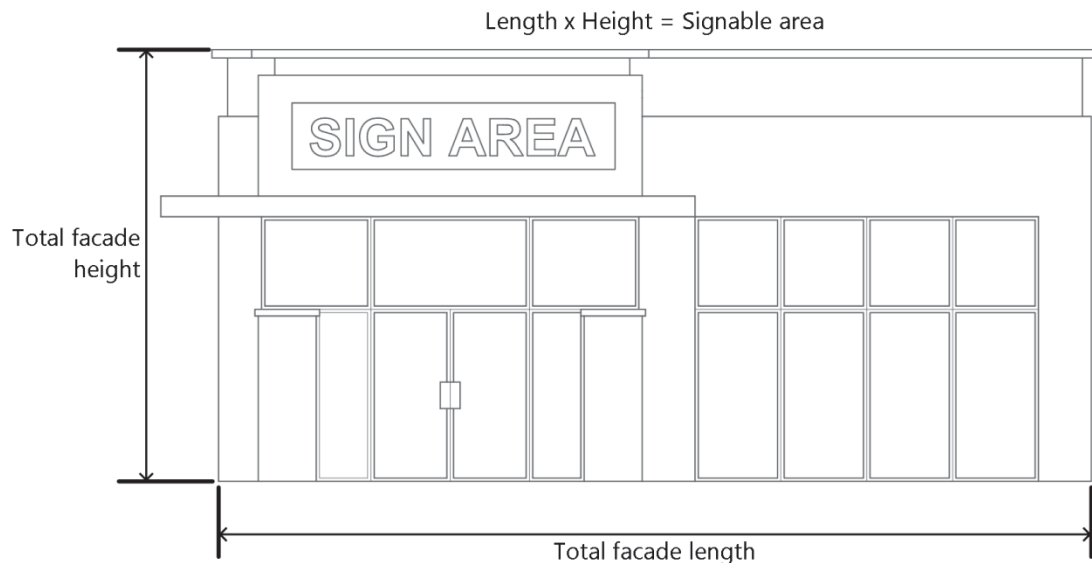 Length x Height = Signable area
SIGN AREA
Total facade
height
Total facade length